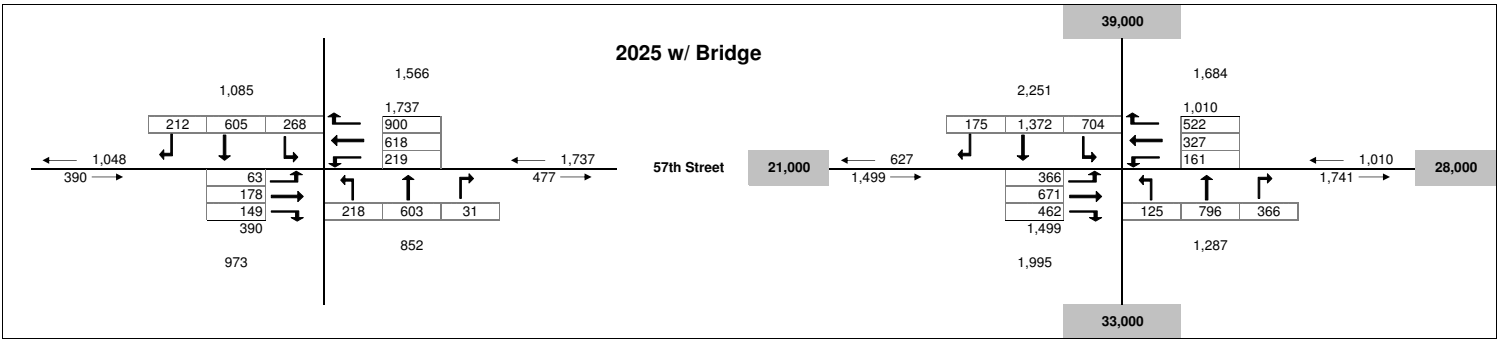 39,000
2025 w/ Bridge
1,566 1,684
1,085 2,251
1,737 1,010
212 605 268 900 175 1,372 704 522
618 327
1,048 219 1,737 57th Street 21,000 627 161 1,010 28,000
390 63 477 1,499 366 1,741
178 671
149 218 603 31 462 125 796 366
390 1,499
852 1,287
973 1,995
33,000